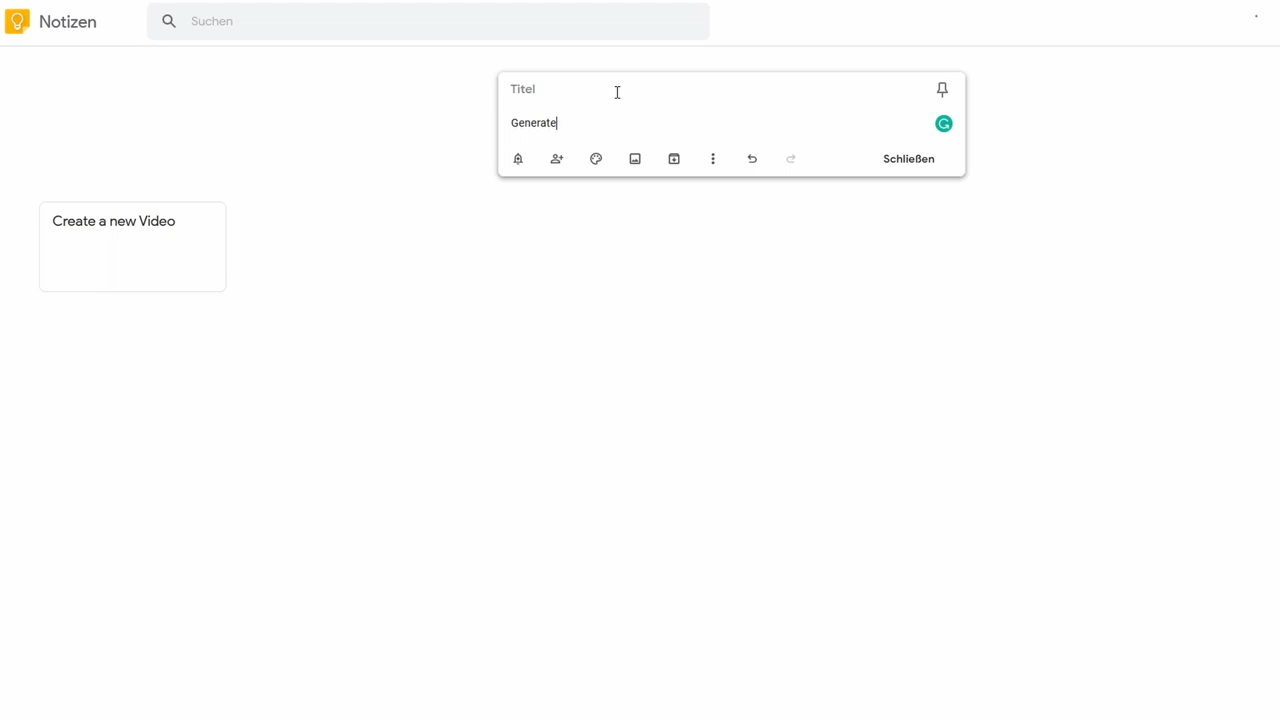 Notizen
Suchen
Titel
Generate
Schließen
Create a new Video